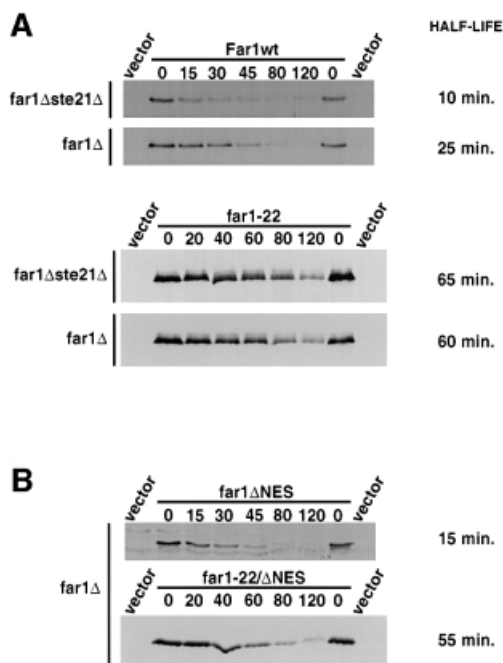 A
HALF-LIFE
vector Far1wt vector
0 15 30 45 80 120 0
far1Δste21Δ 10 min.
far1Δ 25 min.
vector far1-22 vector
0 20 40 60 80 120 0
far1Δste21Δ 65 min.
far1Δ 60 min.
B
vector far1ΔNES vector
0 15 30 45 80 120 0
15 min.
far1Δ
vector far1-22/ΔNES vector
0 20 40 60 80 120 0
55 min.